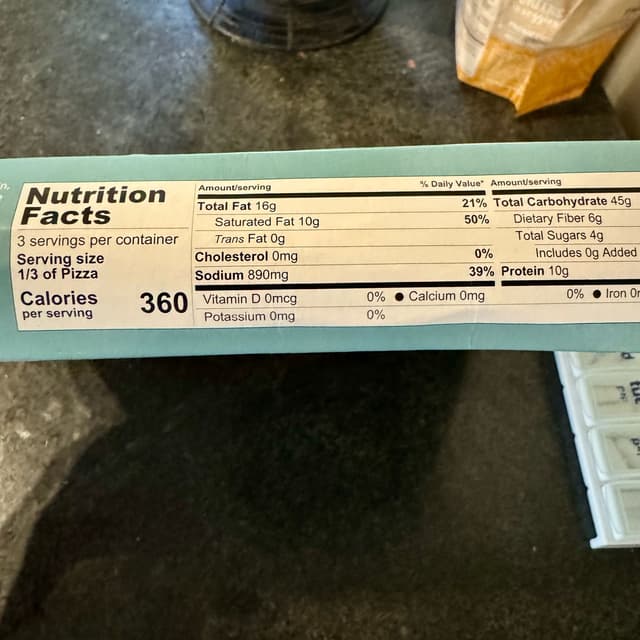 Nutrition
Facts
3 servings per container
Serving size
1/3 of Pizza
Calories
per serving
360
Amount/serving % Daily Value*
Total Fat 16g 21%
Saturated Fat 10g 50%
Trans Fat 0g
Cholesterol 0mg 0%
Sodium 890mg 39%
Amount/serving
Total Carbohydrate 45g
Dietary Fiber 6g
Total Sugars 4g
Includes 0g Added
Protein 10g
Vitamin D 0mcg 0% ● Calcium 0mg 0% ● Iron
Potassium 0mg 0%